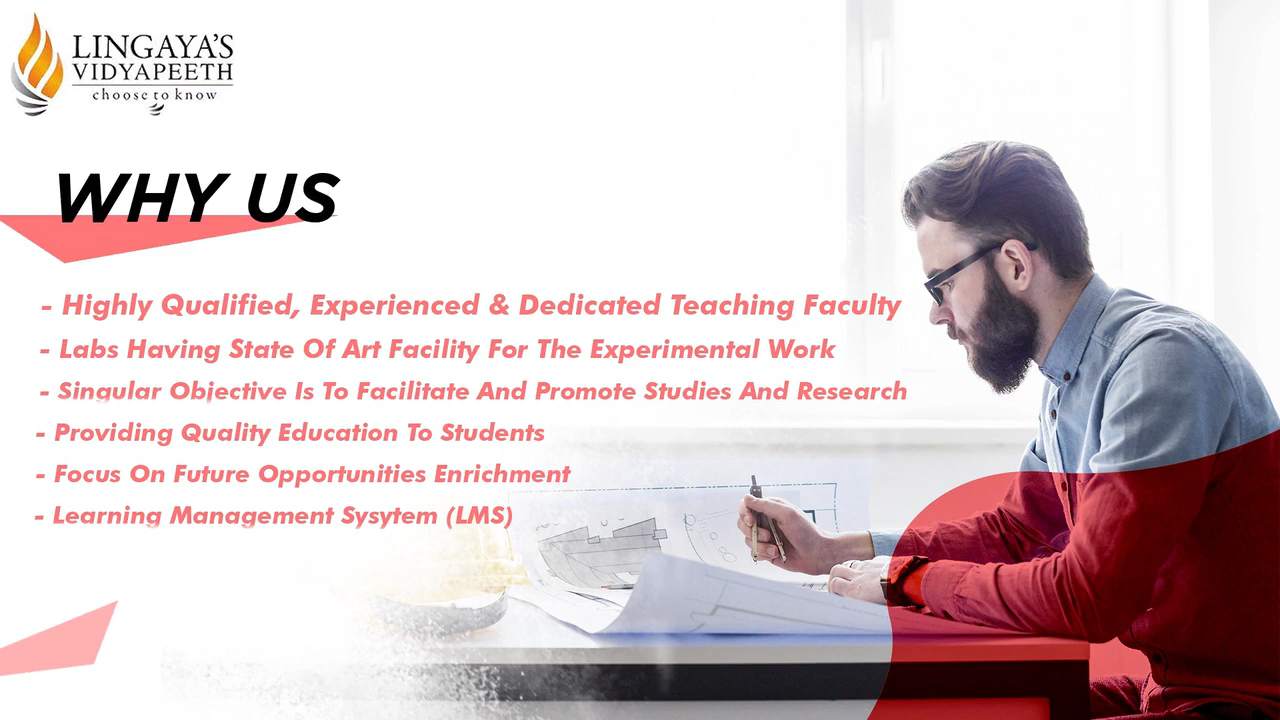 LINGAYA'S
VIDYAPEETH
choose to know
WHY US
- Highly Qualified, Experienced & Dedicated Teaching Faculty
- Labs Having State Of Art Facility For The Experimental Work
- Singular Objective Is To Facilitate And Promote Studies And Research
- Providing Quality Education To Students
- Focus On Future Opportunities Enrichment
- Learning Management Sysytem (LMS)